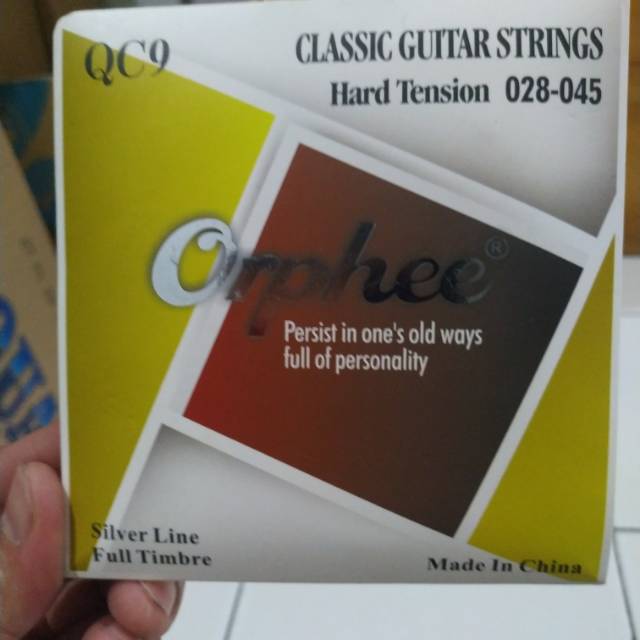 QC9
CLASSIC GUITAR STRINGS
Hard Tension 028-045
Orphee®
Persist in one's old ways
full of personality
Silver Line
Full Timbre
Made In China